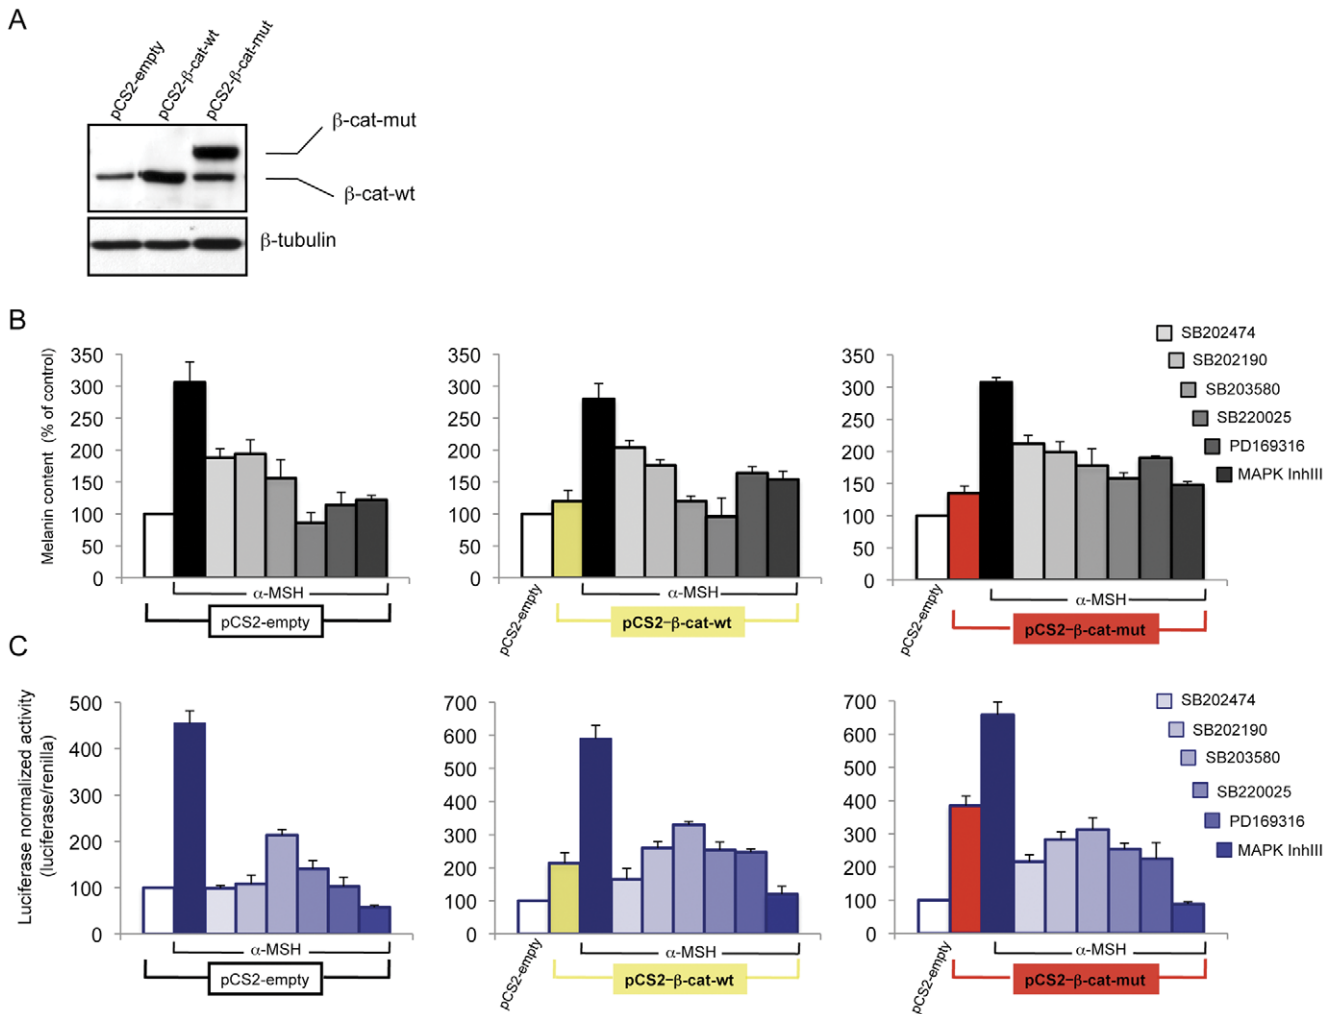 A
pCS2-empty
pCS2-β-cat-wt
pCS2-β-cat-mut
β-cat-mut
β-cat-wt
β-tubulin
B
Melanin content (% of control)
350
300
250
200
150
100
50
0
α-MSH
pCS2-empty
350
300
250
200
150
100
50
0
pCS2-empty
α-MSH
pCS2–β-cat-wt
350
300
250
200
150
100
50
0
pCS2-empty
α-MSH
pCS2–β-cat-mut
SB202474
SB202190
SB203580
SB220025
PD169316
MAPK InhIII
C
Luciferase normalized activity
(luciferase/renilla)
500
400
300
200
100
0
α-MSH
pCS2-empty
700
600
500
400
300
200
100
0
pCS2-empty
α-MSH
pCS2–β-cat-wt
700
600
500
400
300
200
100
0
pCS2-empty
α-MSH
pCS2–β-cat-mut
SB202474
SB202190
SB203580
SB220025
PD169316
MAPK InhIII